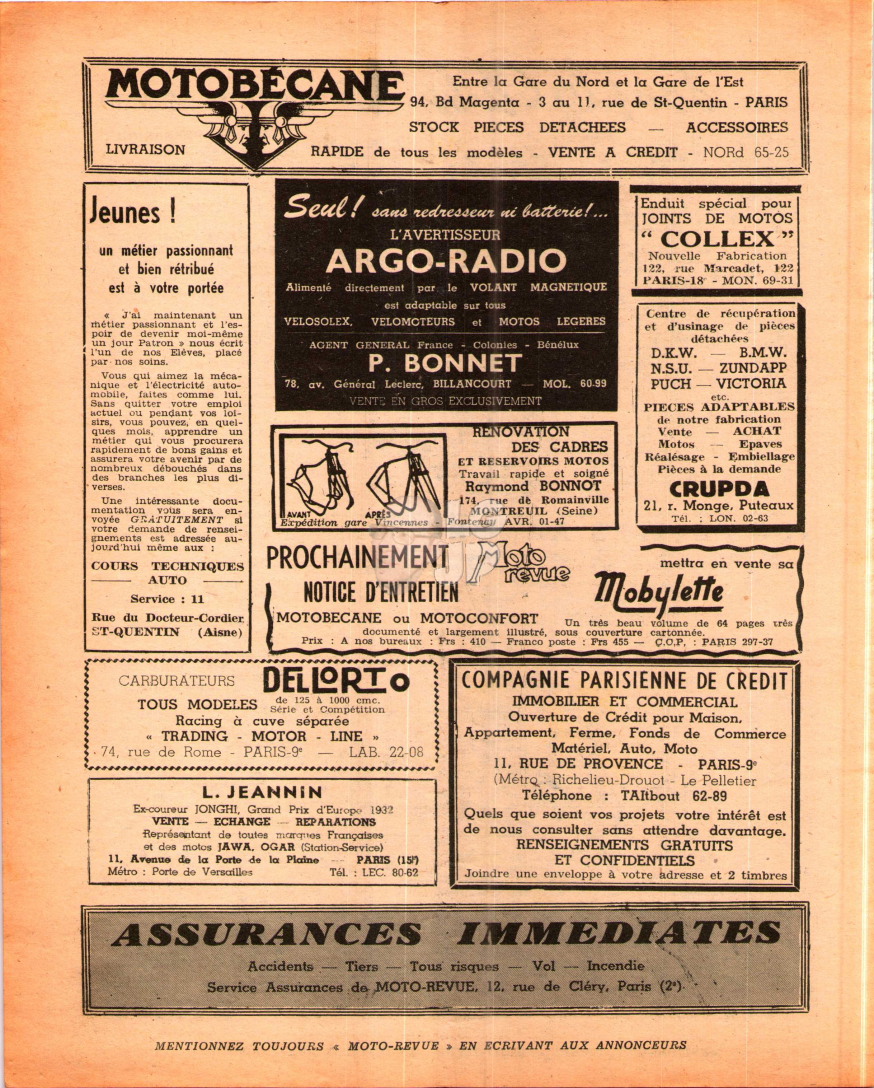 MOTOBÉCANE
Entre la Gare du Nord et la Gare de l'Est
94, Bd Magenta - 3 au 11, rue de St-Quentin - PARIS
STOCK PIECES DETACHEES — ACCESSOIRES
LIVRAISON RAPIDE de tous les modèles - VENTE A CREDIT - NORd 65-25
Jeunes !
un métier passionnant
et bien rétribué
est à votre portée
« J'ai maintenant un
métier passionnant et l'es-
poir de devenir moi-même
un jour Patron » nous écrit
l'un de nos Elèves, placé
par nos soins.
Vous qui aimez la méca-
nique et l'électricité auto-
mobile, faites comme lui.
Sans quitter votre emploi
actuel ou pendant vos loi-
sirs, vous pouvez, en quel-
ques mois, apprendre un
métier qui vous procurera
rapidement de bons gains et
assurera votre avenir par de
nombreux débouchés dans
des branches les plus di-
verses.
Une intéressante docu-
mentation vous sera en-
voyée GRATUITEMENT si
votre demande de rensei-
gnements est adressée au-
jourd'hui même aux :
COURS TECHNIQUES
AUTO
Service : 11
Rue du Docteur-Cordier
ST-QUENTIN (Aisne)
Seul ! sans redresseur ni batterie !...
L'AVERTISSEUR
ARGO-RADIO
Alimenté directement par le VOLANT MAGNETIQUE
est adaptable sur tous
VELOSOLEX, VELOMOTEURS et MOTOS LEGERES
AGENT GENERAL France - Colonies - Bénélux
P. BONNET
78, av. Général Leclerc, BILLANCOURT — MOL. 60-99
VENTE EN GROS EXCLUSIVEMENT
Enduit spécial pour
JOINTS DE MOTOS
“ COLLEX ”
Nouvelle Fabrication
122, rue Marcadet, 122
PARIS-18e - MON. 69-31
Centre de récupération
et d'usinage de pièces
détachées
D.K.W. — B.M.W.
N.S.U. — ZUNDAPP
PUCH — VICTORIA
etc.
PIECES ADAPTABLES
de notre fabrication
Vente — ACHAT
Motos — Epaves
Réalésage - Embiellage
Pièces à la demande
CRUPDA
21, r. Monge, Puteaux
Tél. : LON. 02-63
RENOVATION
DES CADRES
ET RESERVOIRS MOTOS
Travail rapide et soigné
Raymond BONNOT
174, rue de Romainville
MONTREUIL (Seine)
AVANT APRÈS
Expédition gare Vincennes - Fontenay AVR. 01-47
PROCHAINEMENT Moto revue mettra en vente sa
NOTICE D'ENTRETIEN Mobylette
MOTOBECANE ou MOTOCONFORT
Un très beau volume de 64 pages très
documenté et largement illustré, sous couverture cartonnée.
Prix : A nos bureaux : Frs : 410 — Franco poste : Frs 455 — C.C.P. : PARIS 297-37
CARBURATEURS DELLORTO
TOUS MODELES de 125 à 1000 cmc.
Série et Compétition
Racing à cuve séparée
« TRADING - MOTOR - LINE »
74, rue de Rome - PARIS-9e — LAB. 22-08
L. JEANNIN
Ex-coureur JONGHI, Grand Prix d'Europe 1932
VENTE — ECHANGE — REPARATIONS
Représentant de toutes marques Françaises
et des motos JAWA, OGAR (Station-Service)
11, Avenue de la Porte de la Plaine — PARIS (15e)
Métro : Porte de Versailles Tél. : LEC. 80-62
COMPAGNIE PARISIENNE DE CREDIT
IMMOBILIER ET COMMERCIAL
Ouverture de Crédit pour Maison,
Appartement, Ferme, Fonds de Commerce
Matériel, Auto, Moto
11, RUE DE PROVENCE - PARIS-9e
(Métro : Richelieu-Drouot - Le Pelletier
Téléphone : TAItbout 62-89
Quels que soient vos projets votre intérêt est
de nous consulter sans attendre davantage.
RENSEIGNEMENTS GRATUITS
ET CONFIDENTIELS
Joindre une enveloppe à votre adresse et 2 timbres
ASSURANCES IMMEDIATES
Accidents — Tiers — Tous risques — Vol — Incendie
Service Assurances de MOTO-REVUE, 12, rue de Cléry, Paris (2e)
MENTIONNEZ TOUJOURS « MOTO-REVUE » EN ECRIVANT AUX ANNONCEURS